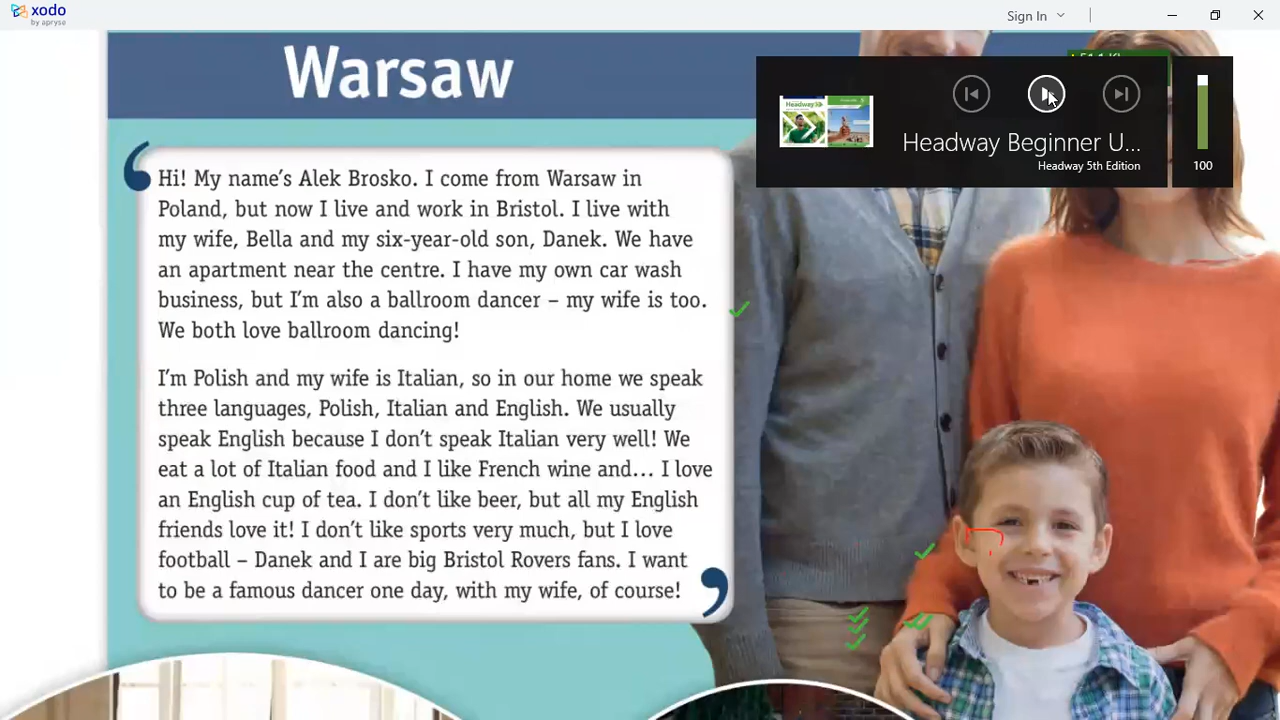 xodo
by apryse
Sign In
Warsaw
Headway
Headway Beginner U...
Headway 5th Edition
100
Hi! My name's Alek Brosko. I come from Warsaw in
Poland, but now I live and work in Bristol. I live with
my wife, Bella and my six-year-old son, Danek. We have
an apartment near the centre. I have my own car wash
business, but I'm also a ballroom dancer – my wife is too.
We both love ballroom dancing!
I'm Polish and my wife is Italian, so in our home we speak
three languages, Polish, Italian and English. We usually
speak English because I don't speak Italian very well! We
eat a lot of Italian food and I like French wine and… I love
an English cup of tea. I don't like beer, but all my English
friends love it! I don't like sports very much, but I love
football – Danek and I are big Bristol Rovers fans. I want
to be a famous dancer one day, with my wife, of course!